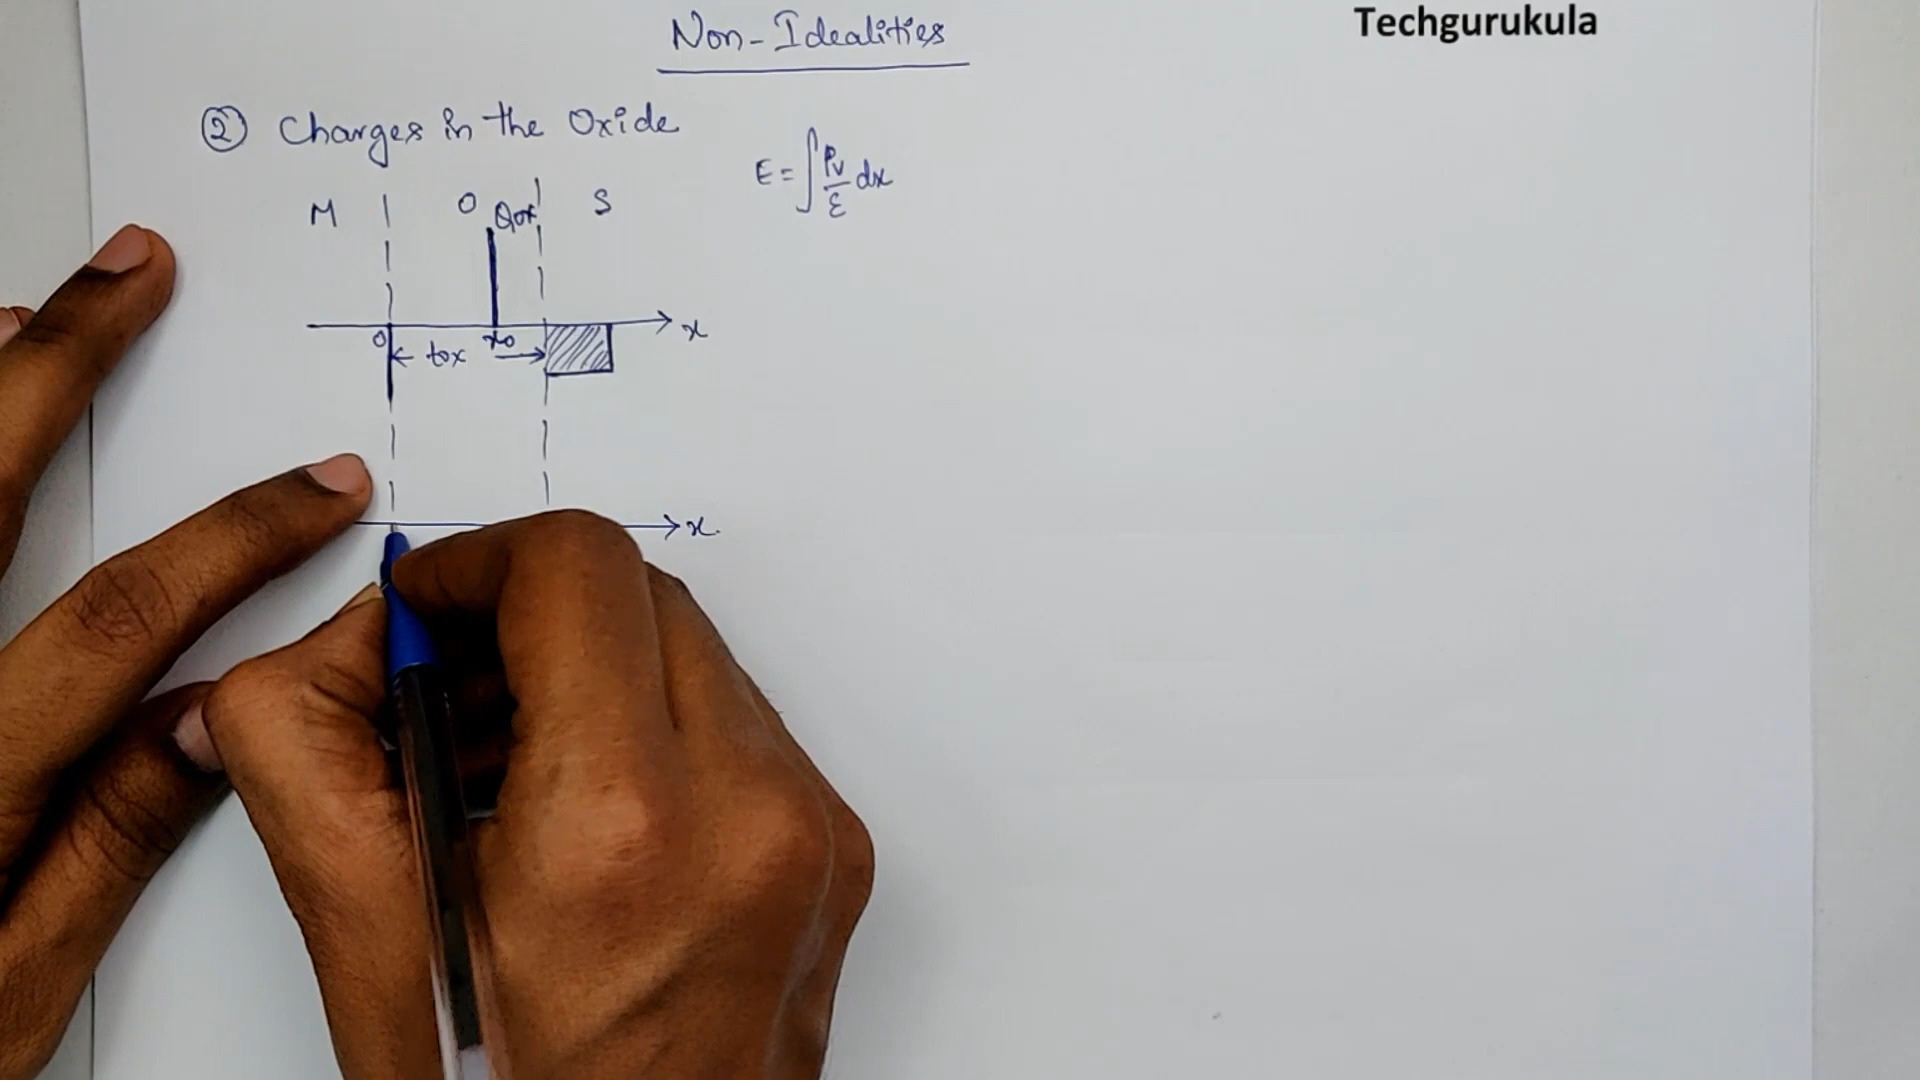 Non-Idealities
Techgurukula
② Charges in the Oxide
E = ∫ ρv/ε dx
M O Qox S
0 tox x0 x
x.